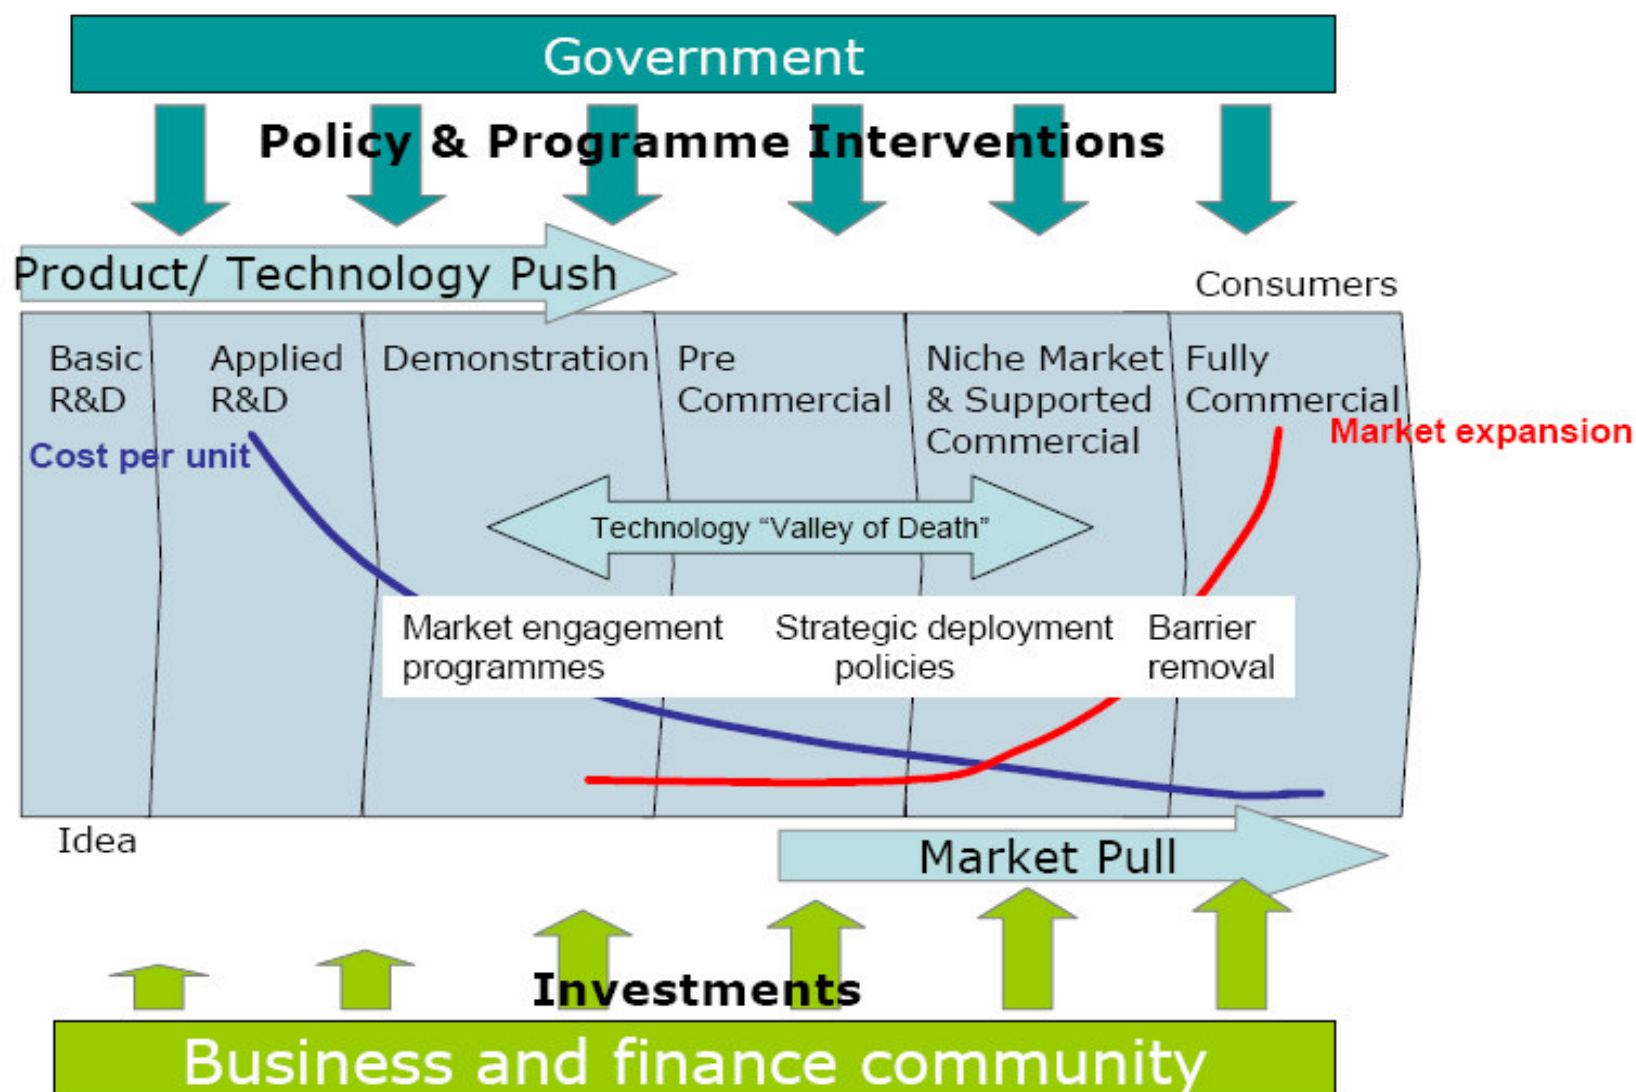 Government
Policy & Programme Interventions
Product/ Technology Push
Consumers
Basic
R&D
Applied
R&D
Demonstration
Pre
Commercial
Niche Market
& Supported
Commercial
Fully
Commercial
Cost per unit
Market expansion
Technology “Valley of Death”
Market engagement
programmes
Strategic deployment
policies
Barrier
removal
Idea
Market Pull
Investments
Business and finance community